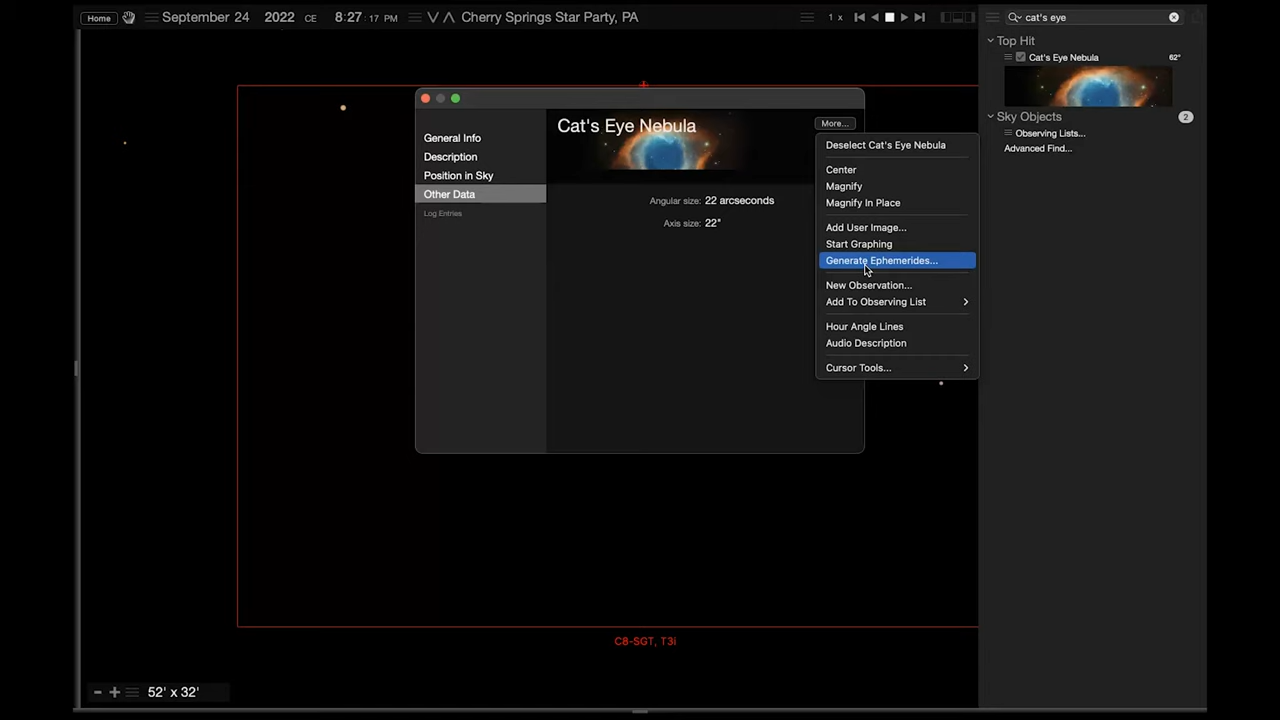 Home September 24 2022 CE 8:27:17 PM Cherry Springs Star Party, PA 1 x
cat's eye
Top Hit
Cat's Eye Nebula 62°
Sky Objects 2
Observing Lists...
Advanced Find...
General Info
Description
Position in Sky
Other Data
Log Entries
Cat's Eye Nebula
More...
Angular size: 22 arcseconds
Axis size: 22"
Deselect Cat's Eye Nebula
Center
Magnify
Magnify In Place
Add User Image...
Start Graphing
Generate Ephemerides...
New Observation...
Add To Observing List
Hour Angle Lines
Audio Description
Cursor Tools...
C8-SGT, T3i
52' x 32'